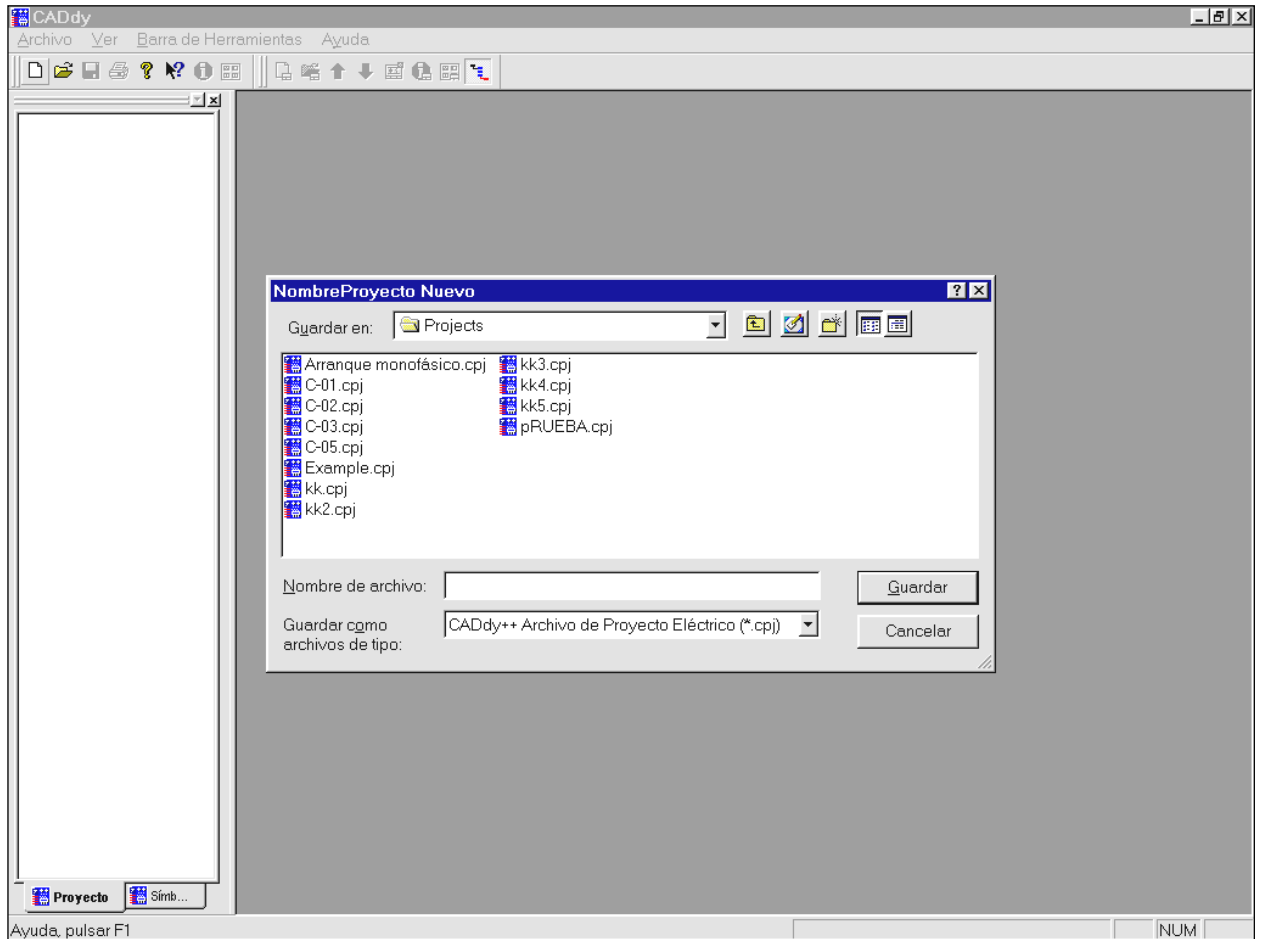 CADdy
Archivo Ver Barra de Herramientas Ayuda
NombreProyecto Nuevo
Guardar en: Projects
Arranque monofásico.cpj kk3.cpj
C-01.cpj kk4.cpj
C-02.cpj kk5.cpj
C-03.cpj pRUEBA.cpj
C-05.cpj
Example.cpj
kk.cpj
kk2.cpj
Nombre de archivo: Guardar
Guardar como archivos de tipo: CADdy++ Archivo de Proyecto Eléctrico (*.cpj) Cancelar
Proyecto Símb...
Ayuda, pulsar F1 NUM